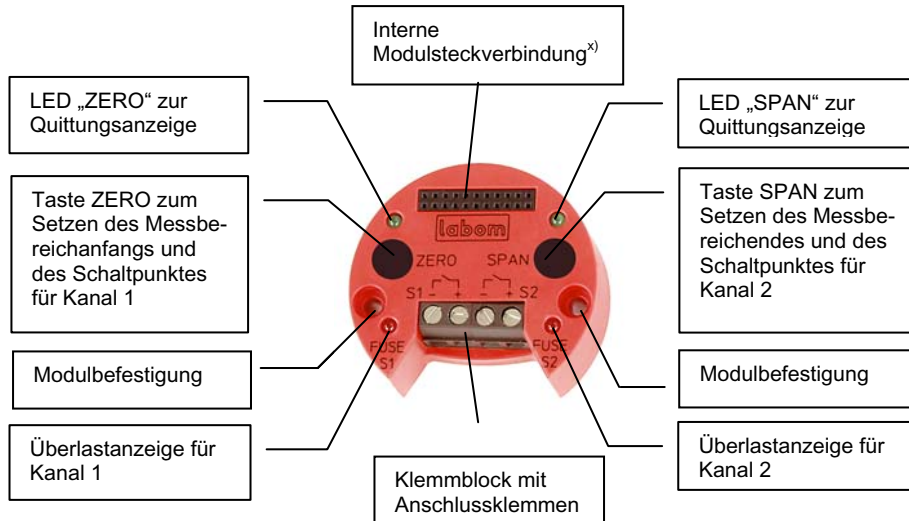 Interne
Modulsteckverbindungx)
LED „ZERO“ zur
Quittungsanzeige
LED „SPAN“ zur
Quittungsanzeige
Taste ZERO zum
Setzen des Messbe-
reichanfangs und
des Schaltpunktes
für Kanal 1
Taste SPAN zum
Setzen des Messbe-
reichendes und des
Schaltpunktes für
Kanal 2
labom
ZERO SPAN
S1 - + - + S2
FUSE
S1
FUSE
S2
Modulbefestigung
Modulbefestigung
Überlastanzeige für
Kanal 1
Überlastanzeige für
Kanal 2
Klemmblock mit
Anschlussklemmen